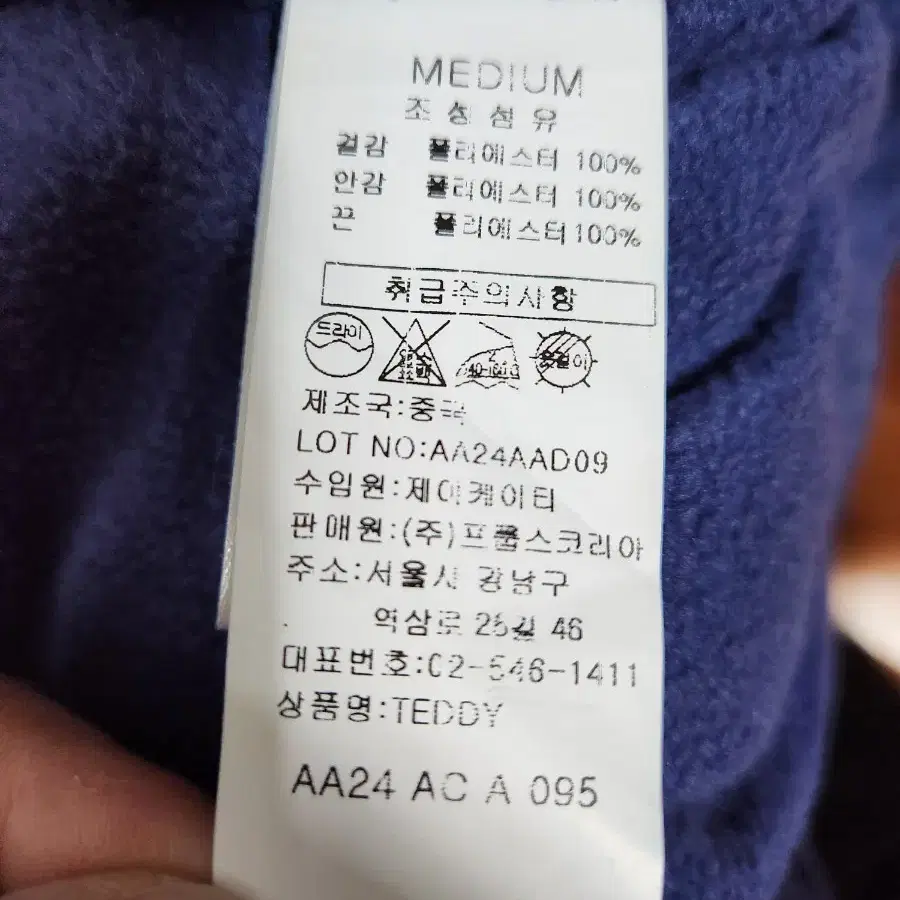 MEDIUM
조성섬유
겉감 폴리에스터 100%
안감 폴리에스터 100%
끈 폴리에스터 100%
취급주의사항
드라이
옷걸이
제조국:중국
LOT NO:AA24AAD09
수입원:제이케이티
판매원:(주)프룸스코리아
주소:서울시 강남구
역삼로 25길 46
대표번호:02-546-1411
상품명:TEDDY
AA24 AC A 095